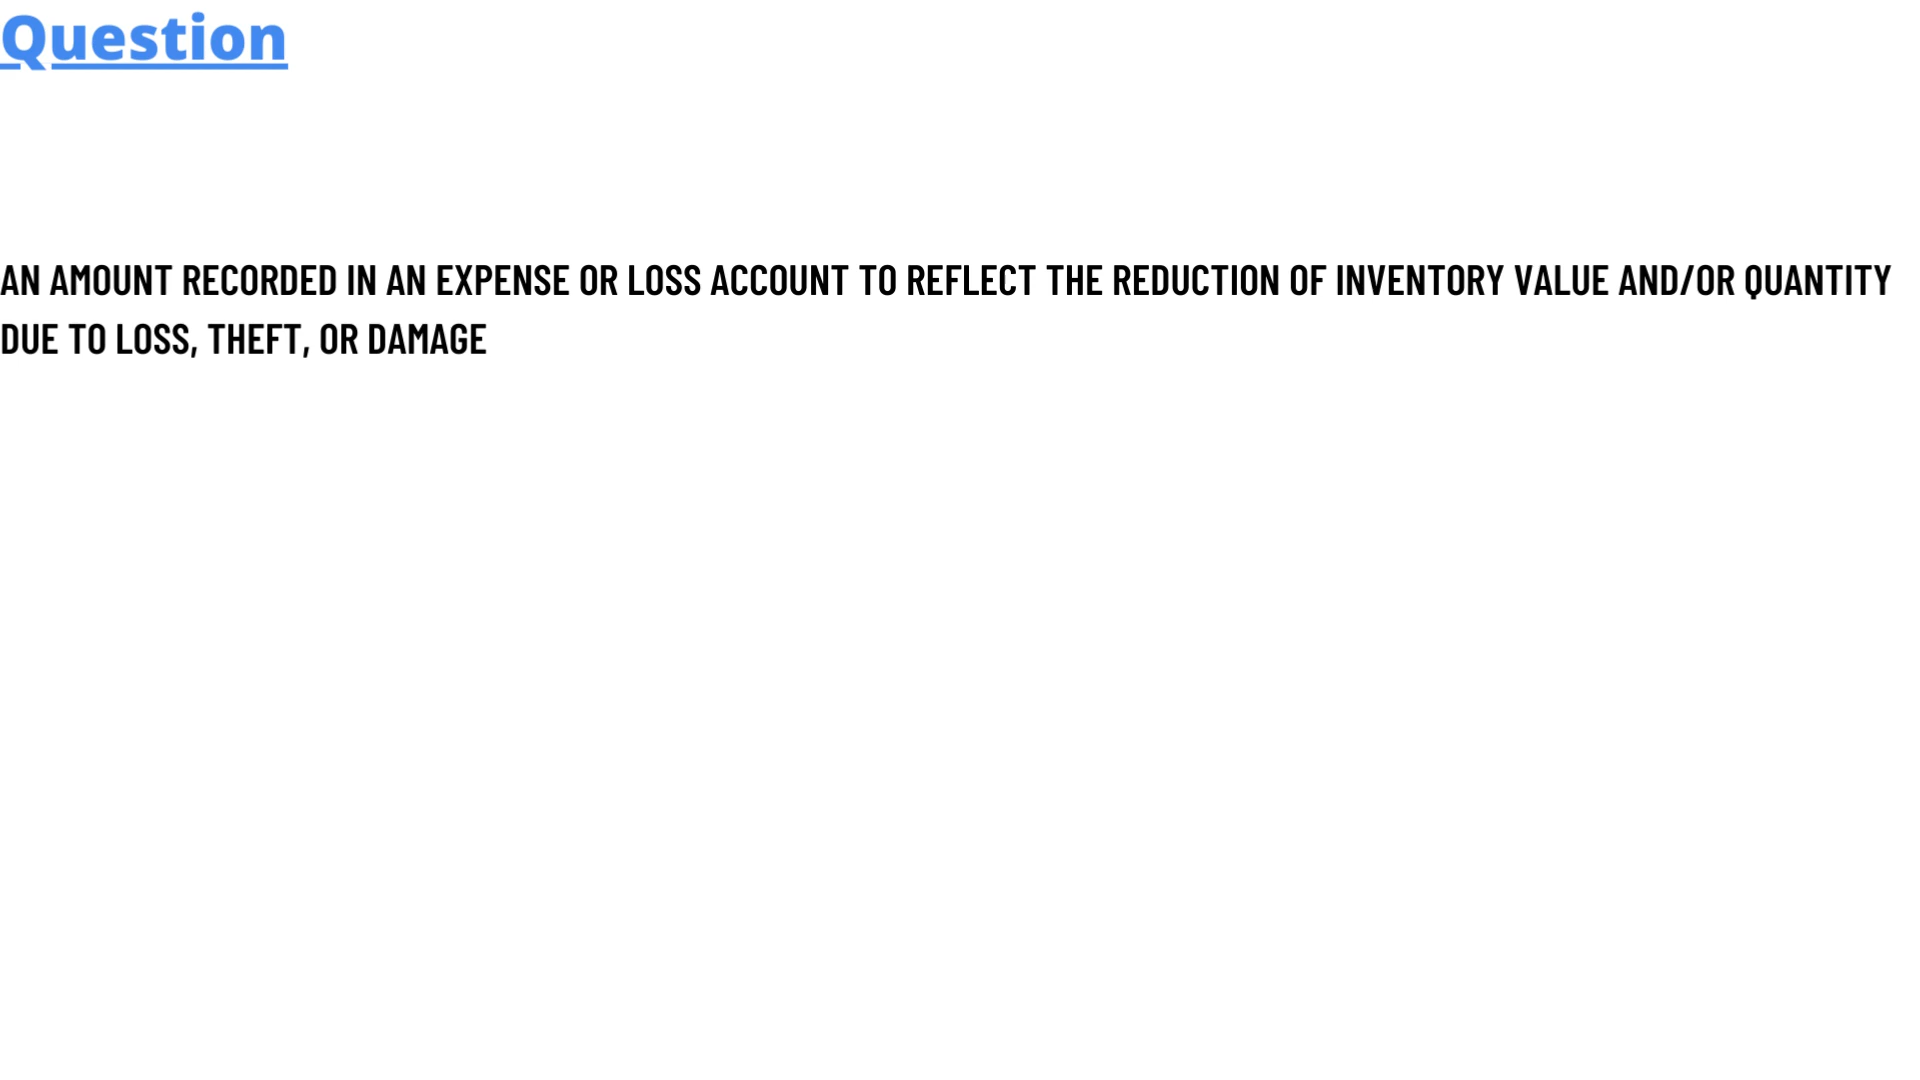 Question
AN AMOUNT RECORDED IN AN EXPENSE OR LOSS ACCOUNT TO REFLECT THE REDUCTION OF INVENTORY VALUE AND/OR QUANTITY
DUE TO LOSS, THEFT, OR DAMAGE